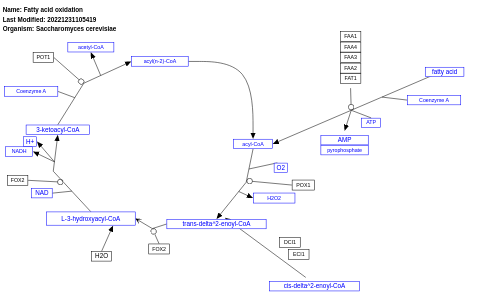 Name: Fatty acid oxidation
Last Modified: 20221231105419
Organism: Saccharomyces cerevisiae
FAA1
FAA4
FAA3
FAA2
FAT1
acetyl-CoA
POT1
acyl(n-2)-CoA
fatty acid
Coenzyme A
Coenzyme A
ATP
3-ketoacyl-CoA
H+
NADH
acyl-CoA
AMP
pyrophosphate
O2
FOX2
NAD
POX1
H2O2
L-3-hydroxyacyl-CoA
trans-delta^2-enoyl-CoA
FOX2
H2O
DCI1
ECI1
cis-delta^2-enoyl-CoA